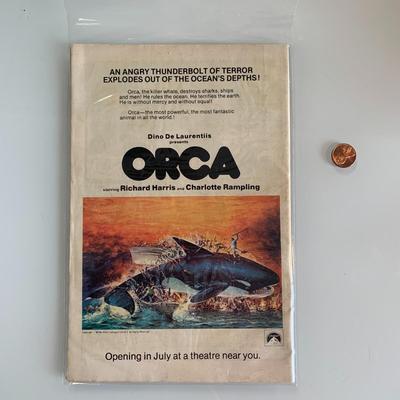 AN ANGRY THUNDERBOLT OF TERROR
EXPLODES OUT OF THE OCEAN'S DEPTHS!
Orca, the killer whale, destroys sharks, ships
and men! He rules the ocean. He terrifies the earth.
He is without mercy and without equal!
Orca—the most powerful, the most fantastic
animal in all the world!
Dino De Laurentiis
presents
ORCA
starring Richard Harris and Charlotte Rampling
Opening in July at a theatre near you.